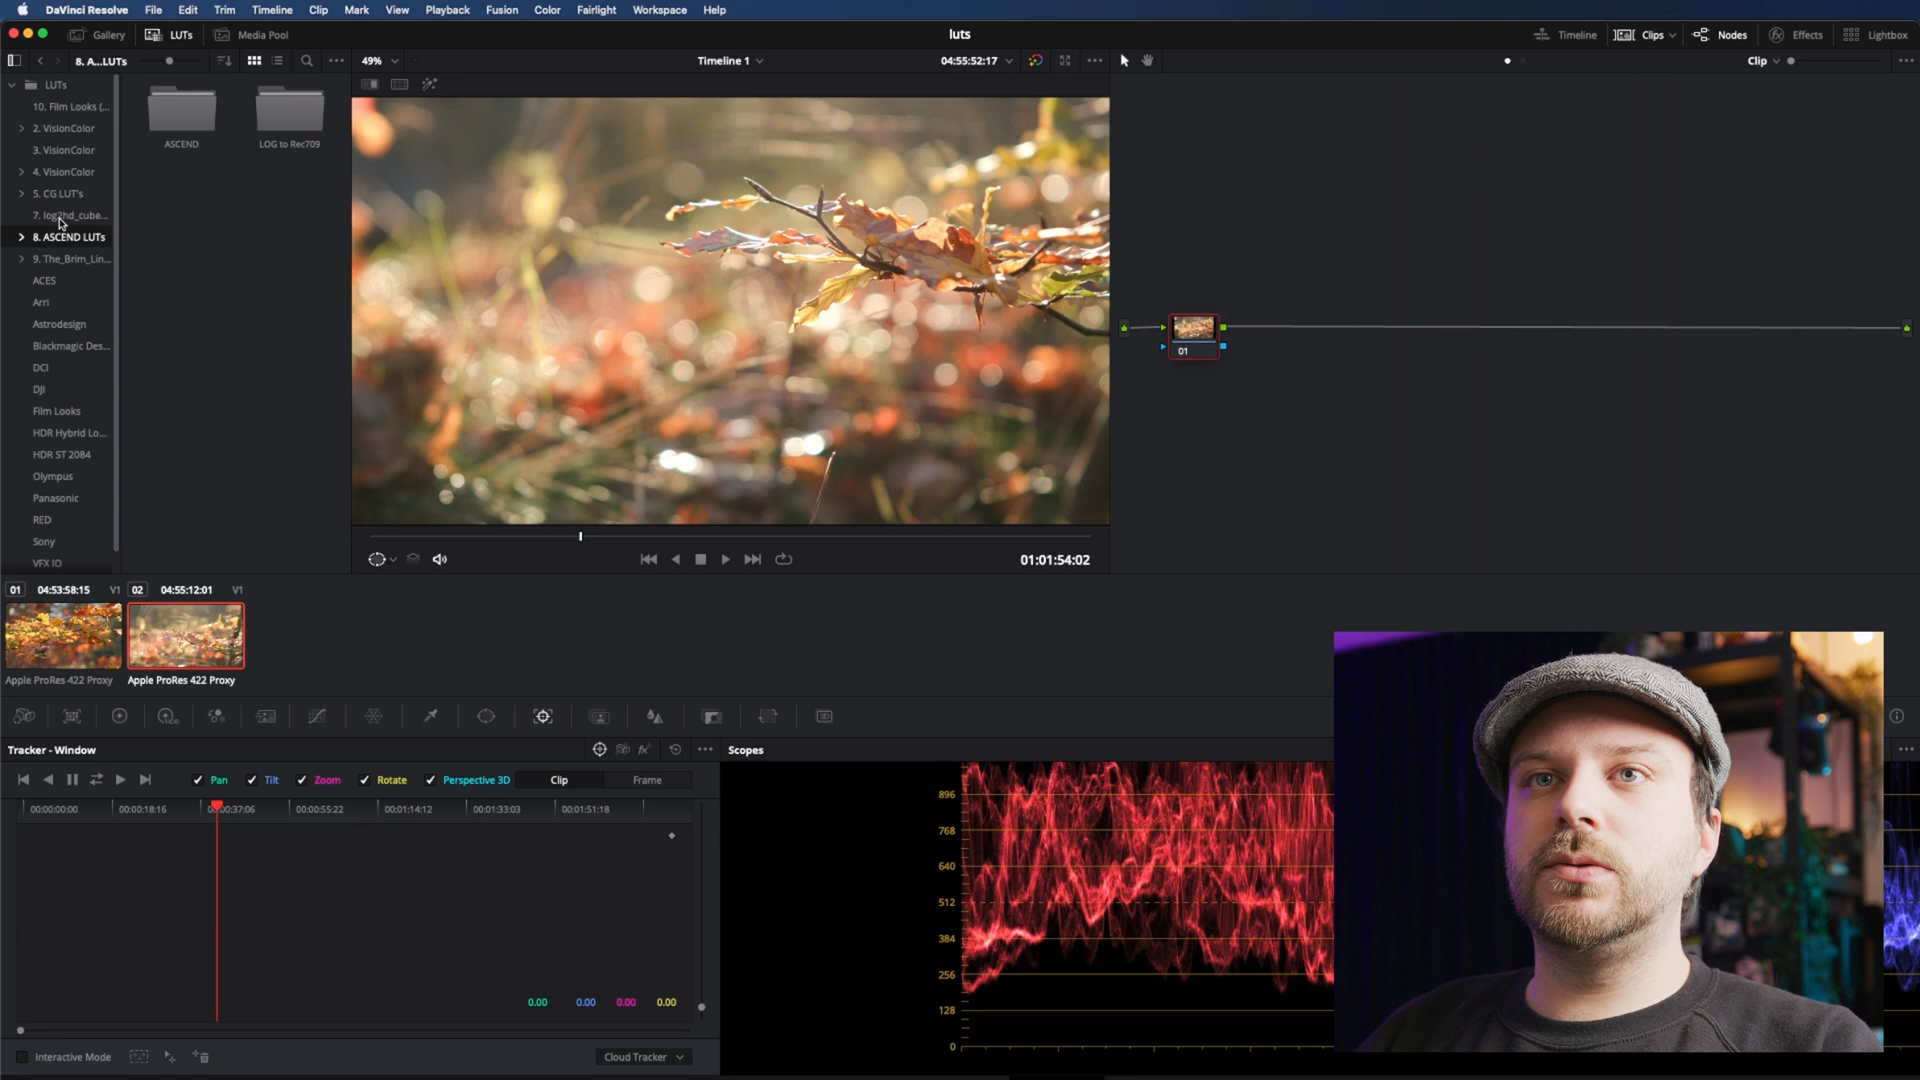 DaVinci Resolve File Edit Trim Timeline Clip Mark View Playback Fusion Color Fairlight Workspace Help
Gallery LUTs Media Pool luts Timeline Clips Nodes Effects Lightbox
8. A...LUTs 49% Timeline 1 04:55:52:17 Clip
LUTs
10. Film Looks (...
2. VisionColor
3. VisionColor
4. VisionColor
5. CG LUT's
7. log2hd_cube...
8. ASCEND LUTs
9. The_Brim_Lin...
ACES
Arri
Astrodesign
Blackmagic Des...
DCI
DJI
Film Looks
HDR Hybrid Lo...
HDR ST 2084
Olympus
Panasonic
RED
Sony
VFX IO
ASCEND LOG to Rec709
01
01:01:54:02
01 04:53:58:15 V1 02 04:55:12:01 V1
Apple ProRes 422 Proxy Apple ProRes 422 Proxy
Tracker - Window
Pan Tilt Zoom Rotate Perspective 3D Clip Frame
00:00:00:00 00:00:18:16 00:00:37:06 00:00:55:22 00:01:14:12 00:01:33:03 00:01:51:18
0.00 0.00 0.00 0.00
Interactive Mode Cloud Tracker
Scopes
896
768
640
512
384
256
128
0